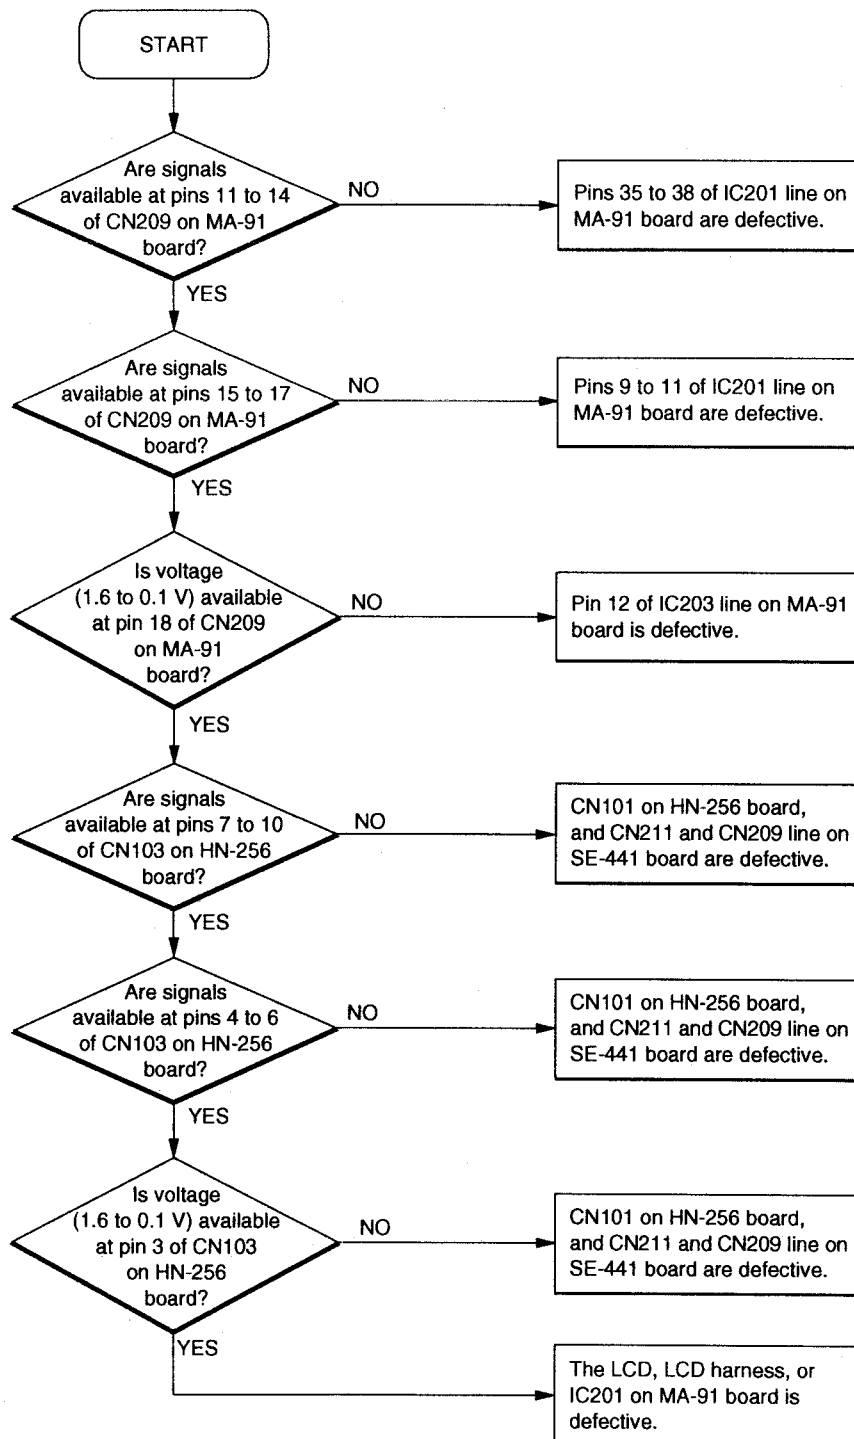 START
Are signals
available at pins 11 to 14
of CN209 on MA-91
board?
NO
Pins 35 to 38 of IC201 line on
MA-91 board are defective.
YES
Are signals
available at pins 15 to 17
of CN209 on MA-91
board?
NO
Pins 9 to 11 of IC201 line on
MA-91 board are defective.
YES
Is voltage
(1.6 to 0.1 V) available
at pin 18 of CN209
on MA-91
board?
NO
Pin 12 of IC203 line on MA-91
board is defective.
YES
Are signals
available at pins 7 to 10
of CN103 on HN-256
board?
NO
CN101 on HN-256 board,
and CN211 and CN209 line on
SE-441 board are defective.
YES
Are signals
available at pins 4 to 6
of CN103 on HN-256
board?
NO
CN101 on HN-256 board,
and CN211 and CN209 line on
SE-441 board are defective.
YES
Is voltage
(1.6 to 0.1 V) available
at pin 3 of CN103
on HN-256
board?
NO
CN101 on HN-256 board,
and CN211 and CN209 line on
SE-441 board are defective.
YES
The LCD, LCD harness, or
IC201 on MA-91 board is
defective.